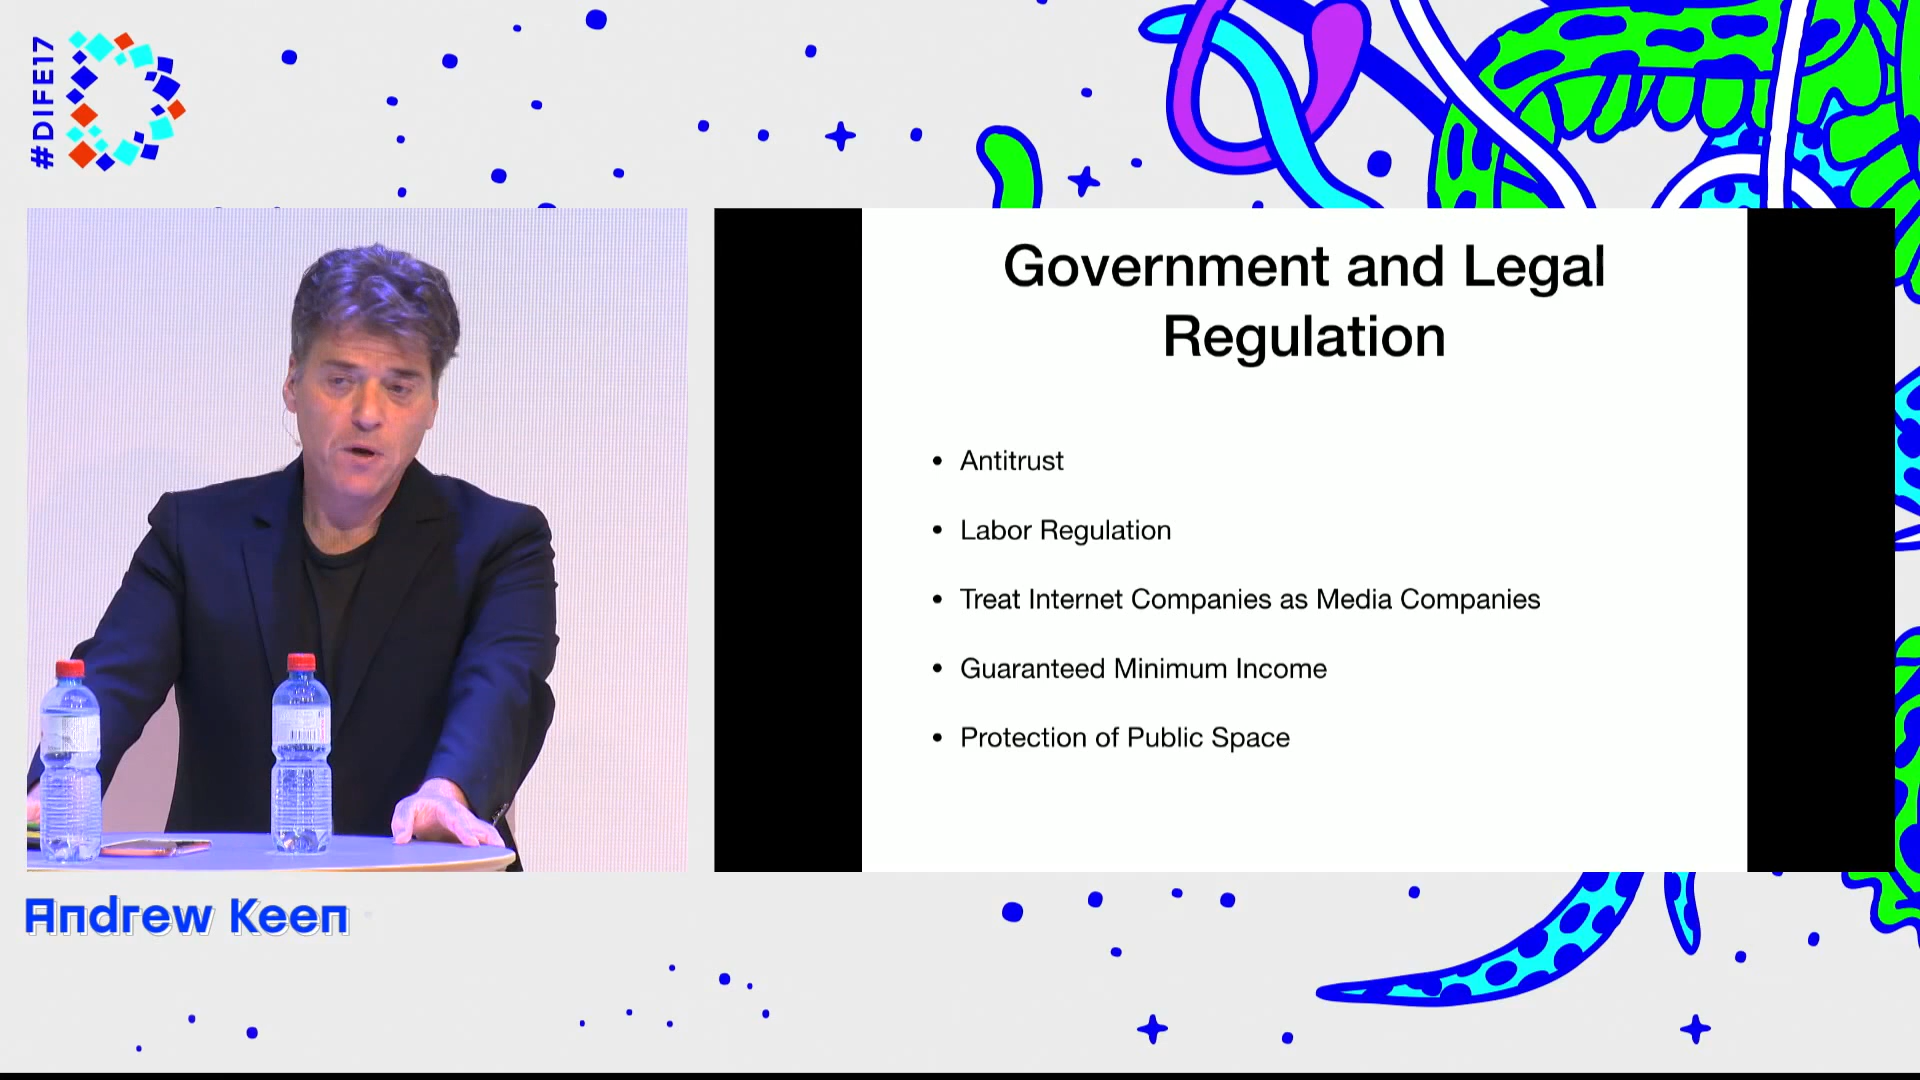 #DIFE17
Government and Legal
Regulation
• Antitrust
• Labor Regulation
• Treat Internet Companies as Media Companies
• Guaranteed Minimum Income
• Protection of Public Space
Andrew Keen